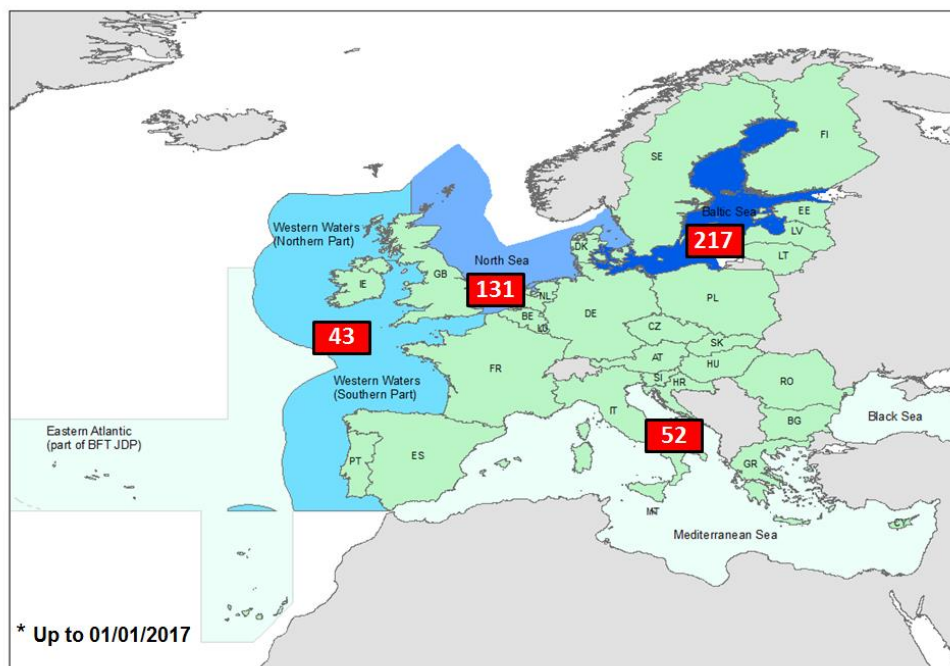 FI
SE
Baltic Sea
EE
217
LV
Western Waters
(Northern Part)
DK
LT
North Sea
GB
IE
131
NL
PL
BE
DE
LU
43
CZ
SK
AT
HU
FR
SI
HR
RO
Western Waters
(Southern Part)
IT
Black Sea
BG
52
Eastern Atlantic
(part of BFT JDP)
PT
ES
GR
MT
CY
Mediterranean Sea
* Up to 01/01/2017